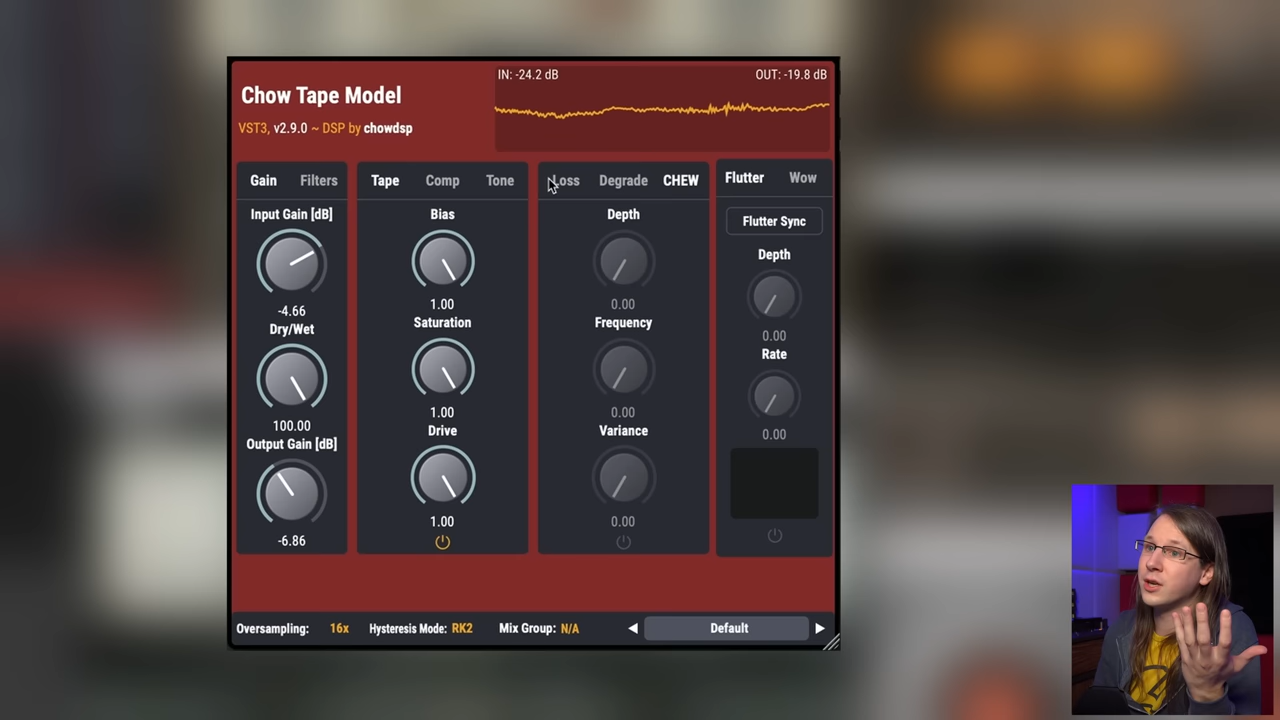 IN: -24.2 dB OUT: -19.8 dB
Chow Tape Model
VST3, v2.9.0 ~ DSP by chowdsp
Gain Filters
Input Gain [dB]
-4.66
Dry/Wet
100.00
Output Gain [dB]
-6.86
Tape Comp Tone
Bias
1.00
Saturation
1.00
Drive
1.00
Loss Degrade CHEW
Depth
0.00
Frequency
0.00
Variance
0.00
Flutter Wow
Flutter Sync
Depth
0.00
Rate
0.00
Oversampling: 16x Hysteresis Mode: RK2 Mix Group: N/A Default